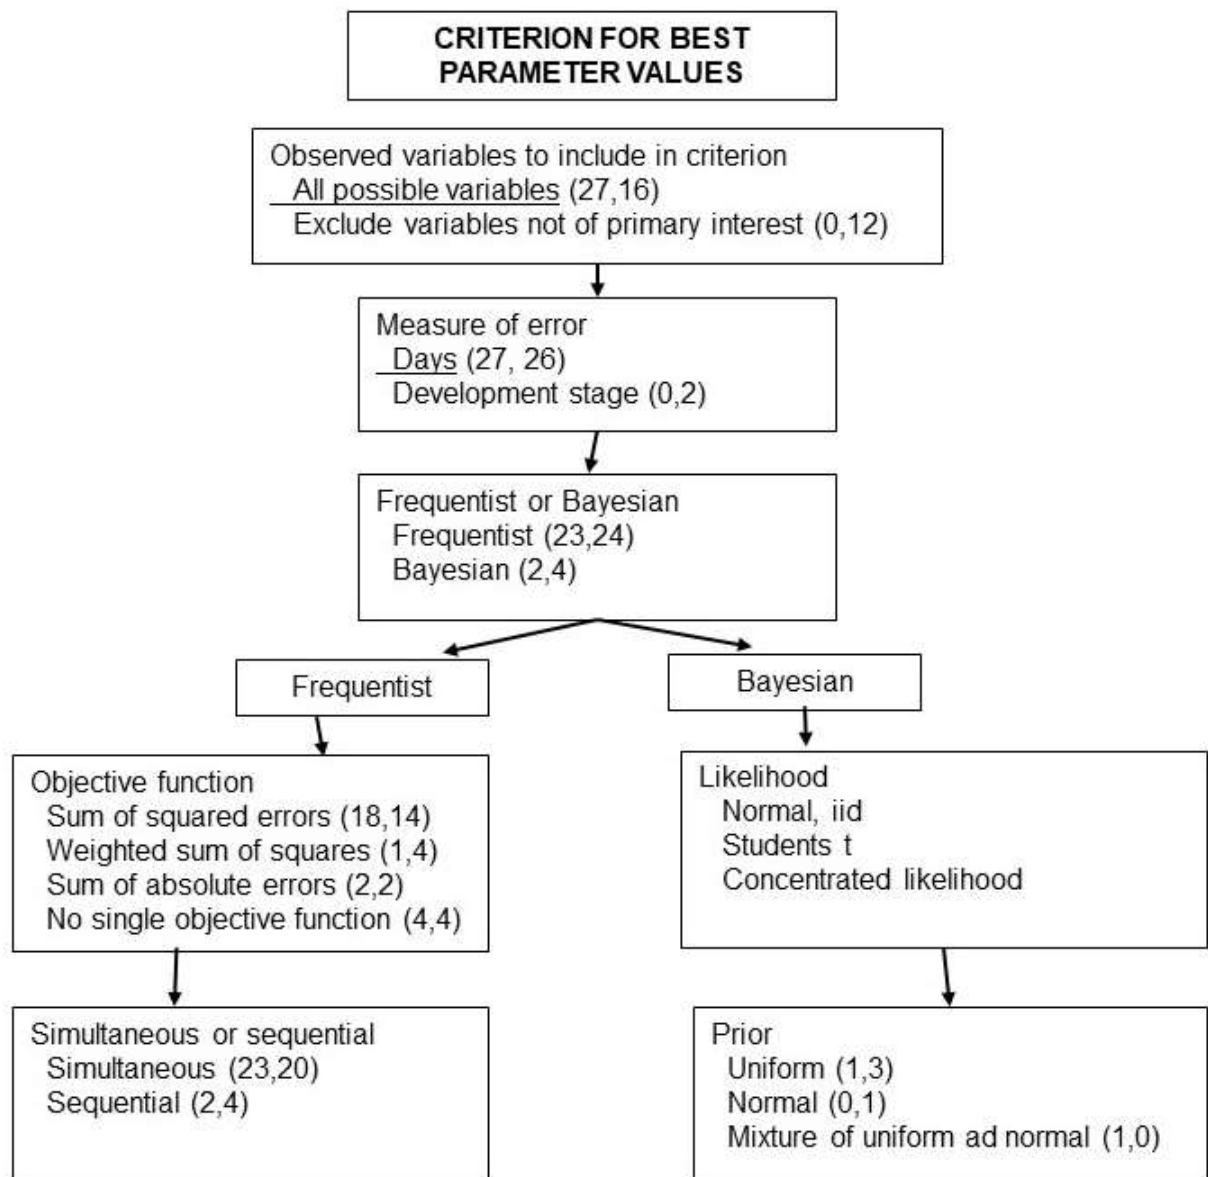 CRITERION FOR BEST
PARAMETER VALUES
Observed variables to include in criterion
All possible variables (27,16)
Exclude variables not of primary interest (0,12)
Measure of error
Days (27, 26)
Development stage (0,2)
Frequentist or Bayesian
Frequentist (23,24)
Bayesian (2,4)
Frequentist
Bayesian
Objective function
Sum of squared errors (18,14)
Weighted sum of squares (1,4)
Sum of absolute errors (2,2)
No single objective function (4,4)
Likelihood
Normal, iid
Students t
Concentrated likelihood
Simultaneous or sequential
Simultaneous (23,20)
Sequential (2,4)
Prior
Uniform (1,3)
Normal (0,1)
Mixture of uniform ad normal (1,0)